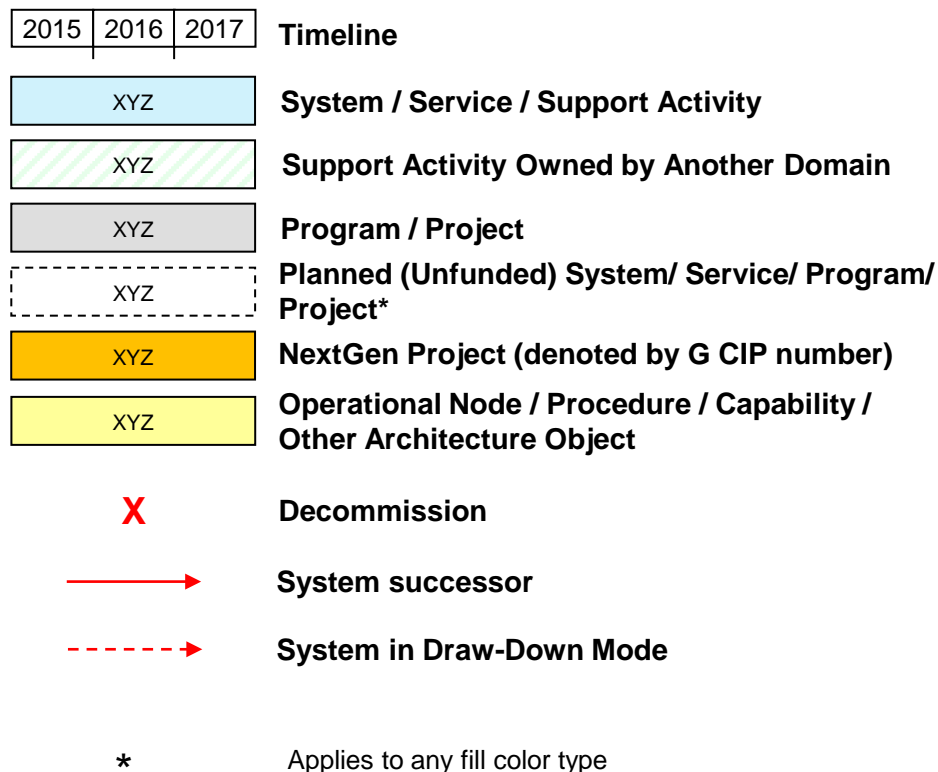 2015 2016 2017 Timeline
XYZ System / Service / Support Activity
XYZ Support Activity Owned by Another Domain
XYZ Program / Project
XYZ Planned (Unfunded) System/ Service/ Program/
Project*
XYZ NextGen Project (denoted by G CIP number)
XYZ Operational Node / Procedure / Capability /
Other Architecture Object
X Decommission
System successor
System in Draw-Down Mode
* Applies to any fill color type